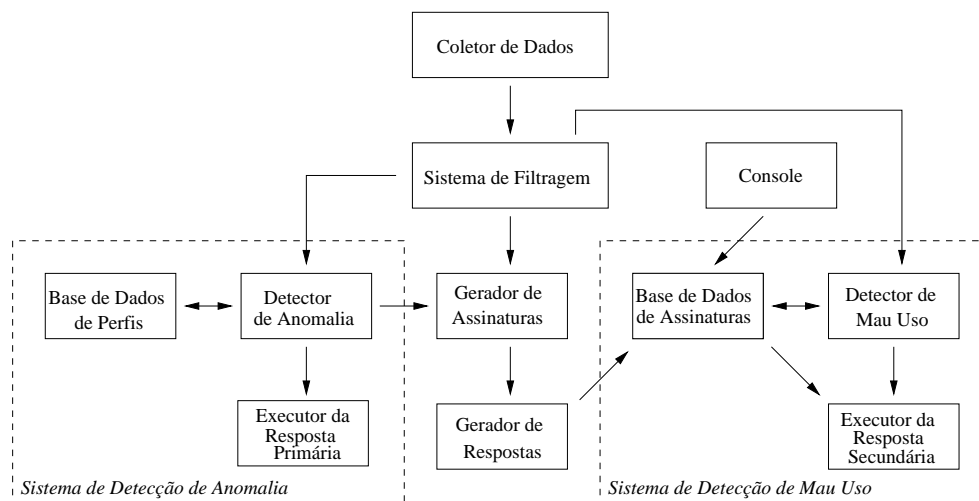 Coletor de Dados
Sistema de Filtragem
Console
Base de Dados
de Perfis
Detector
de Anomalia
Gerador de
Assinaturas
Base de Dados
de Assinaturas
Detector de
Mau Uso
Executor da
Resposta
Primária
Gerador de
Respostas
Executor da
Resposta
Secundária
Sistema de Detecção de Anomalia
Sistema de Detecção de Mau Uso